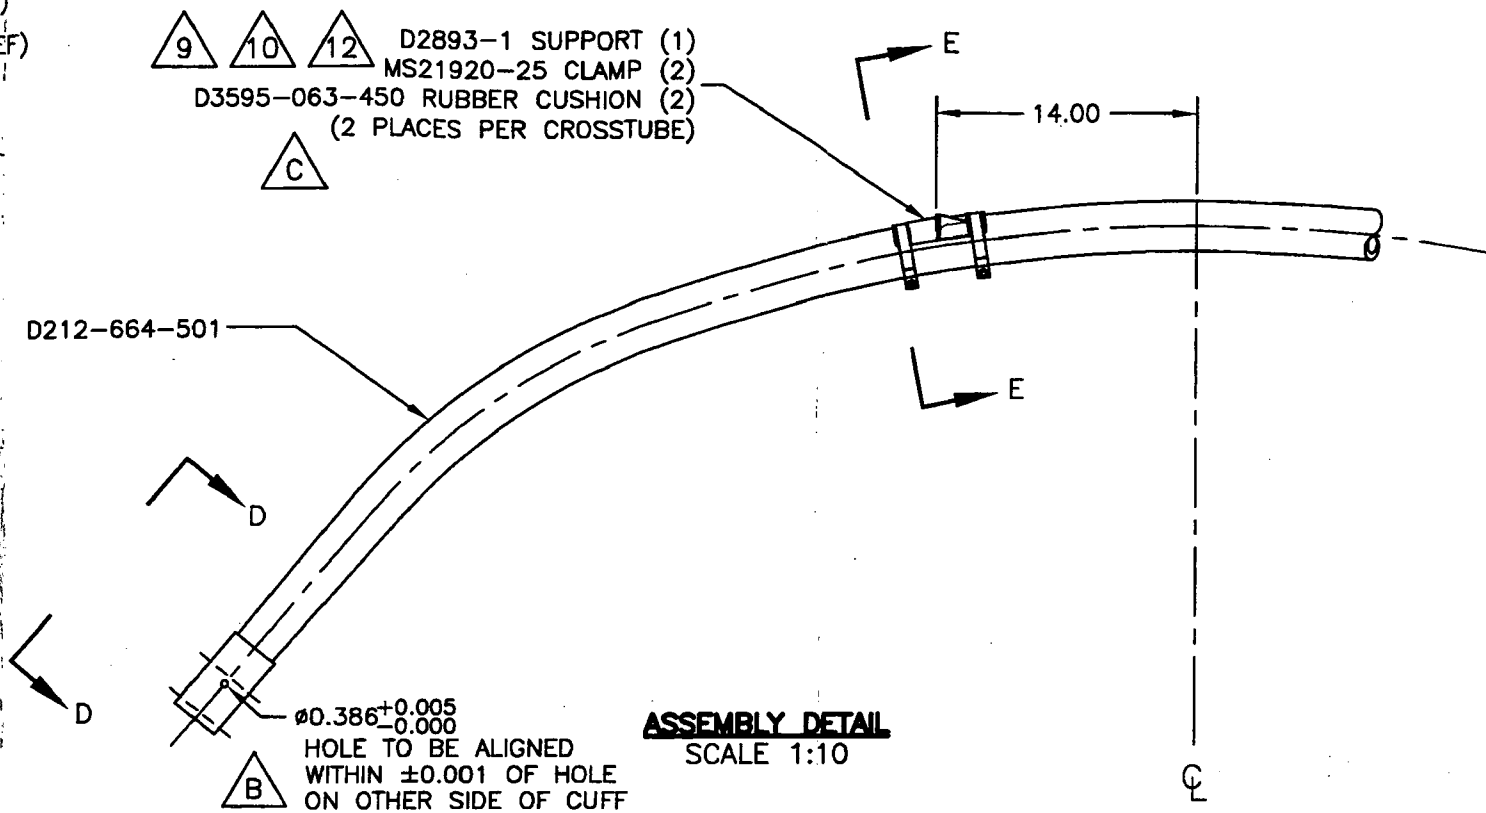 EF)
9 10 12 D2893-1 SUPPORT (1)
MS21920-25 CLAMP (2)
D3595-063-450 RUBBER CUSHION (2)
(2 PLACES PER CROSSTUBE)
C
E
14.00
D212-664-501
E
D
D
Ø0.386 +0.005 -0.000
HOLE TO BE ALIGNED
WITHIN ±0.001 OF HOLE
ON OTHER SIDE OF CUFF
B
ASSEMBLY DETAIL
SCALE 1:10
℄